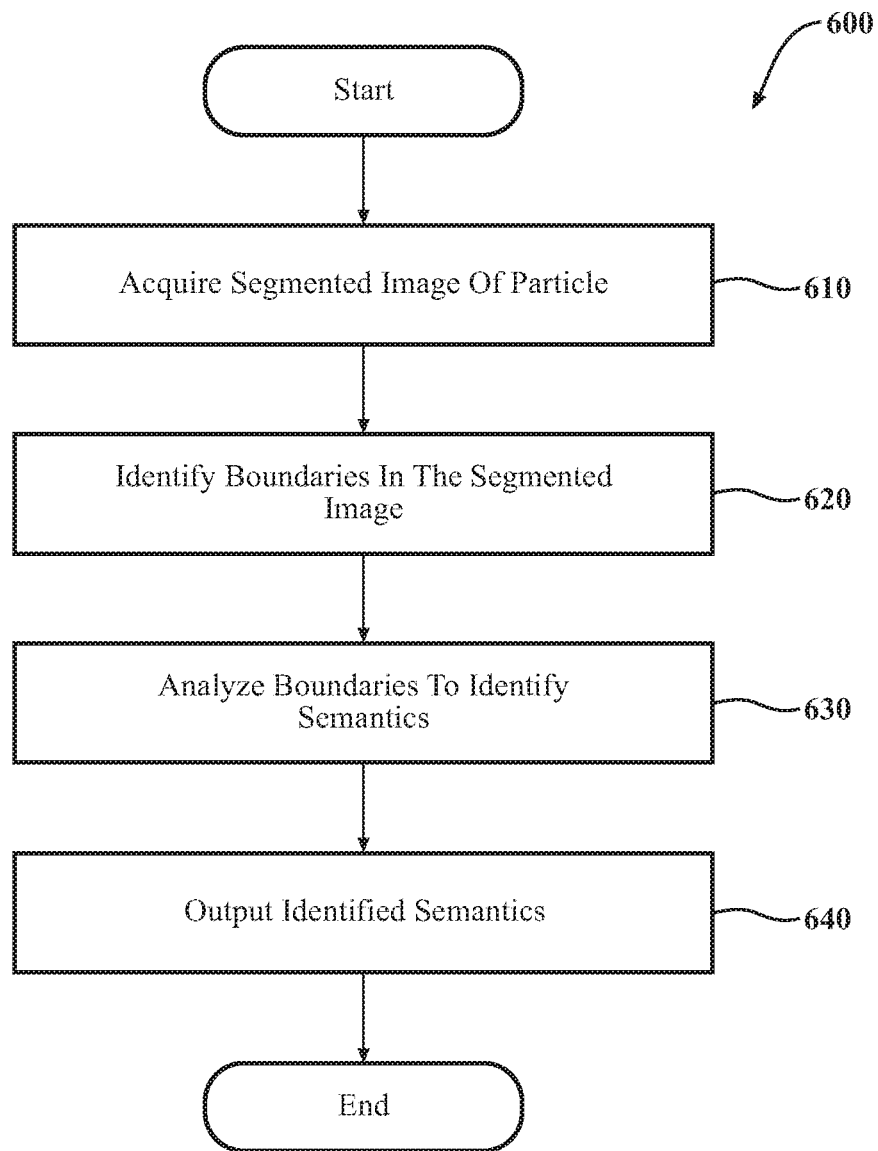 600
Start
Acquire Segmented Image Of Particle
610
Identify Boundaries In The Segmented
Image
620
Analyze Boundaries To Identify
Semantics
630
Output Identified Semantics
640
End